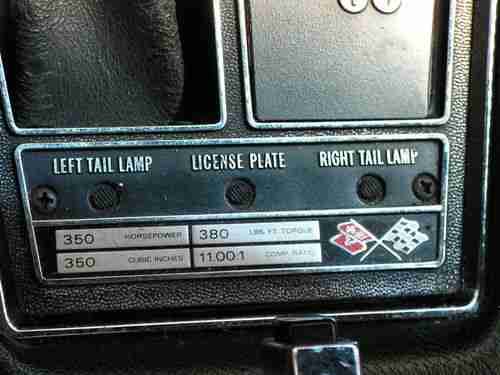 LEFT TAIL LAMP LICENSE PLATE RIGHT TAIL LAMP
350 HORSEPOWER 380 LBS. FT. TORQUE
350 CUBIC INCHES 11.00:1 COMP. RATIO